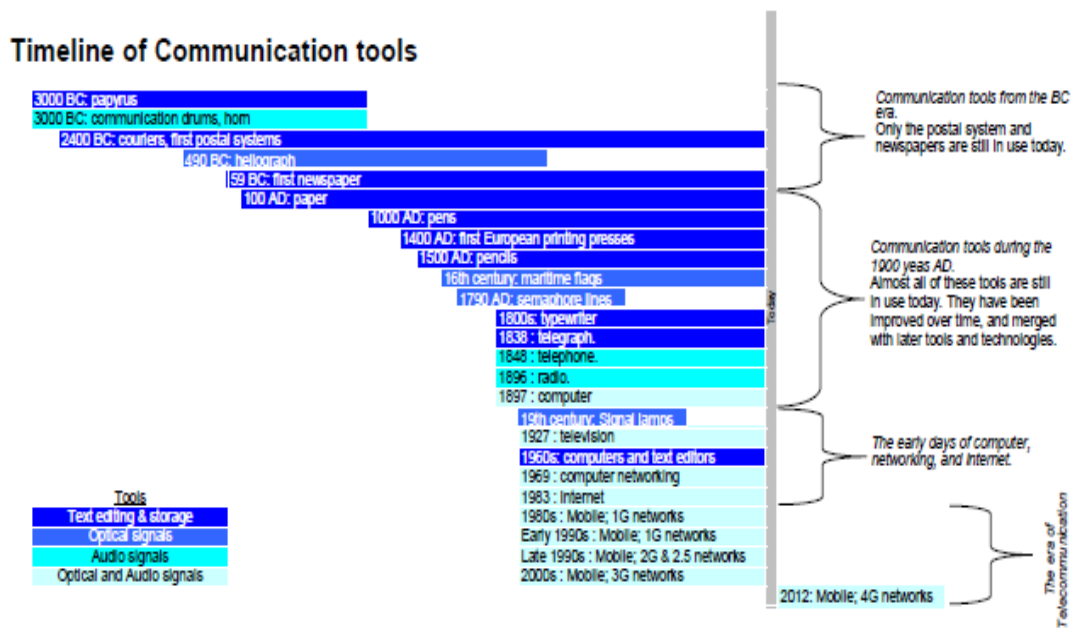 Timeline of Communication tools
3000 BC: papyrus
3000 BC: communication drums, horn
2400 BC: couriers, first postal systems
490 BC: heliograph
59 BC: first newspaper
100 AD: paper
1000 AD: pens
1400 AD: first European printing presses
1500 AD: pencils
16th century: maritime flags
1790 AD: semaphore lines
1800s: typewriter
1838 : telegraph.
1848 : telephone.
1896 : radio.
1897 : computer
19th century: Signal lamps
1927 : television
1960s: computers and text editors
1969 : computer networking
1983 : Internet
1980s : Mobile; 1G networks
Early 1990s : Mobile; 1G networks
Late 1990s : Mobile; 2G & 2.5 networks
2000s : Mobile; 3G networks
2012: Mobile; 4G networks
Today
Communication tools from the BC
era.
Only the postal system and
newspapers are still in use today.
Communication tools during the
1900 yeas AD.
Almost all of these tools are still
in use today. They have been
improved over time, and merged
with later tools and technologies.
The early days of computer,
networking, and Internet.
The era of
Telecommunication
Tools
Text editing & storage
Optical signals
Audio signals
Optical and Audio signals